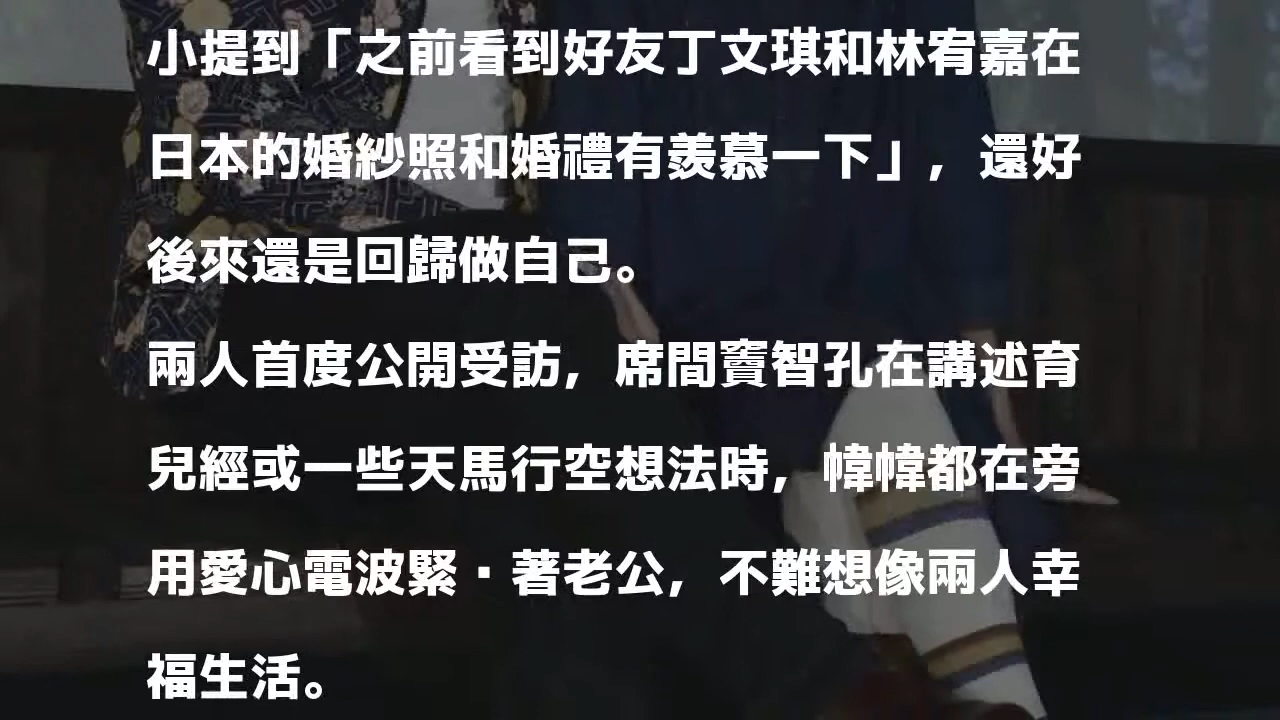 小提到「之前看到好友丁文琪和林宥嘉在
日本的婚紗照和婚禮有羨慕一下」，還好
後來還是回歸做自己。
兩人首度公開受訪，席間竇智孔在講述育
兒經或一些天馬行空想法時，幃幃都在旁
用愛心電波緊·著老公，不難想像兩人幸
福生活。